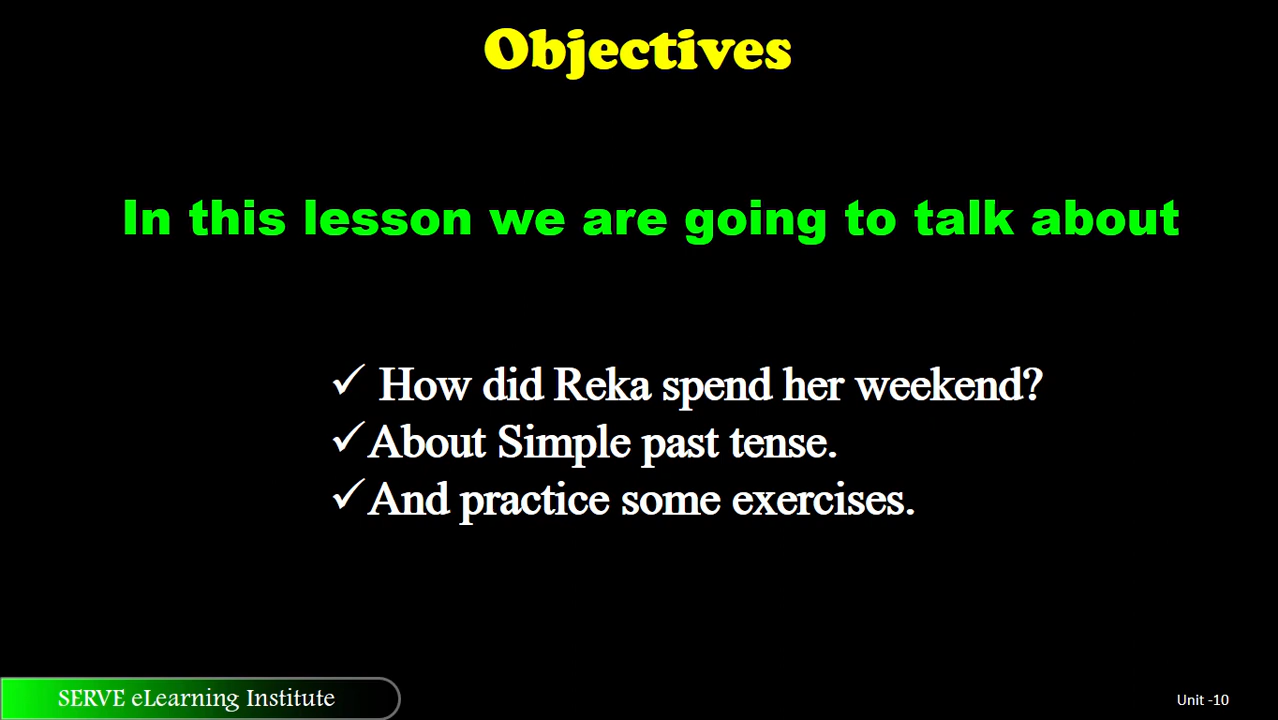 Objectives
In this lesson we are going to talk about
✓ How did Reka spend her weekend?
✓About Simple past tense.
✓And practice some exercises.
SERVE eLearning Institute
Unit -10